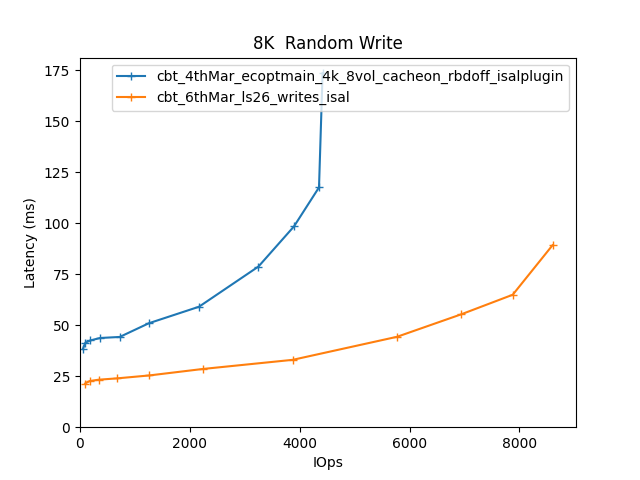 8K  Random Write
cbt_4thMar_ecoptmain_4k_8vol_cacheon_rbdoff_isalplugin
cbt_6thMar_ls26_writes_isal
175
150
125
100
75
50
25
0
Latency (ms)
0 2000 4000 6000 8000
IOps